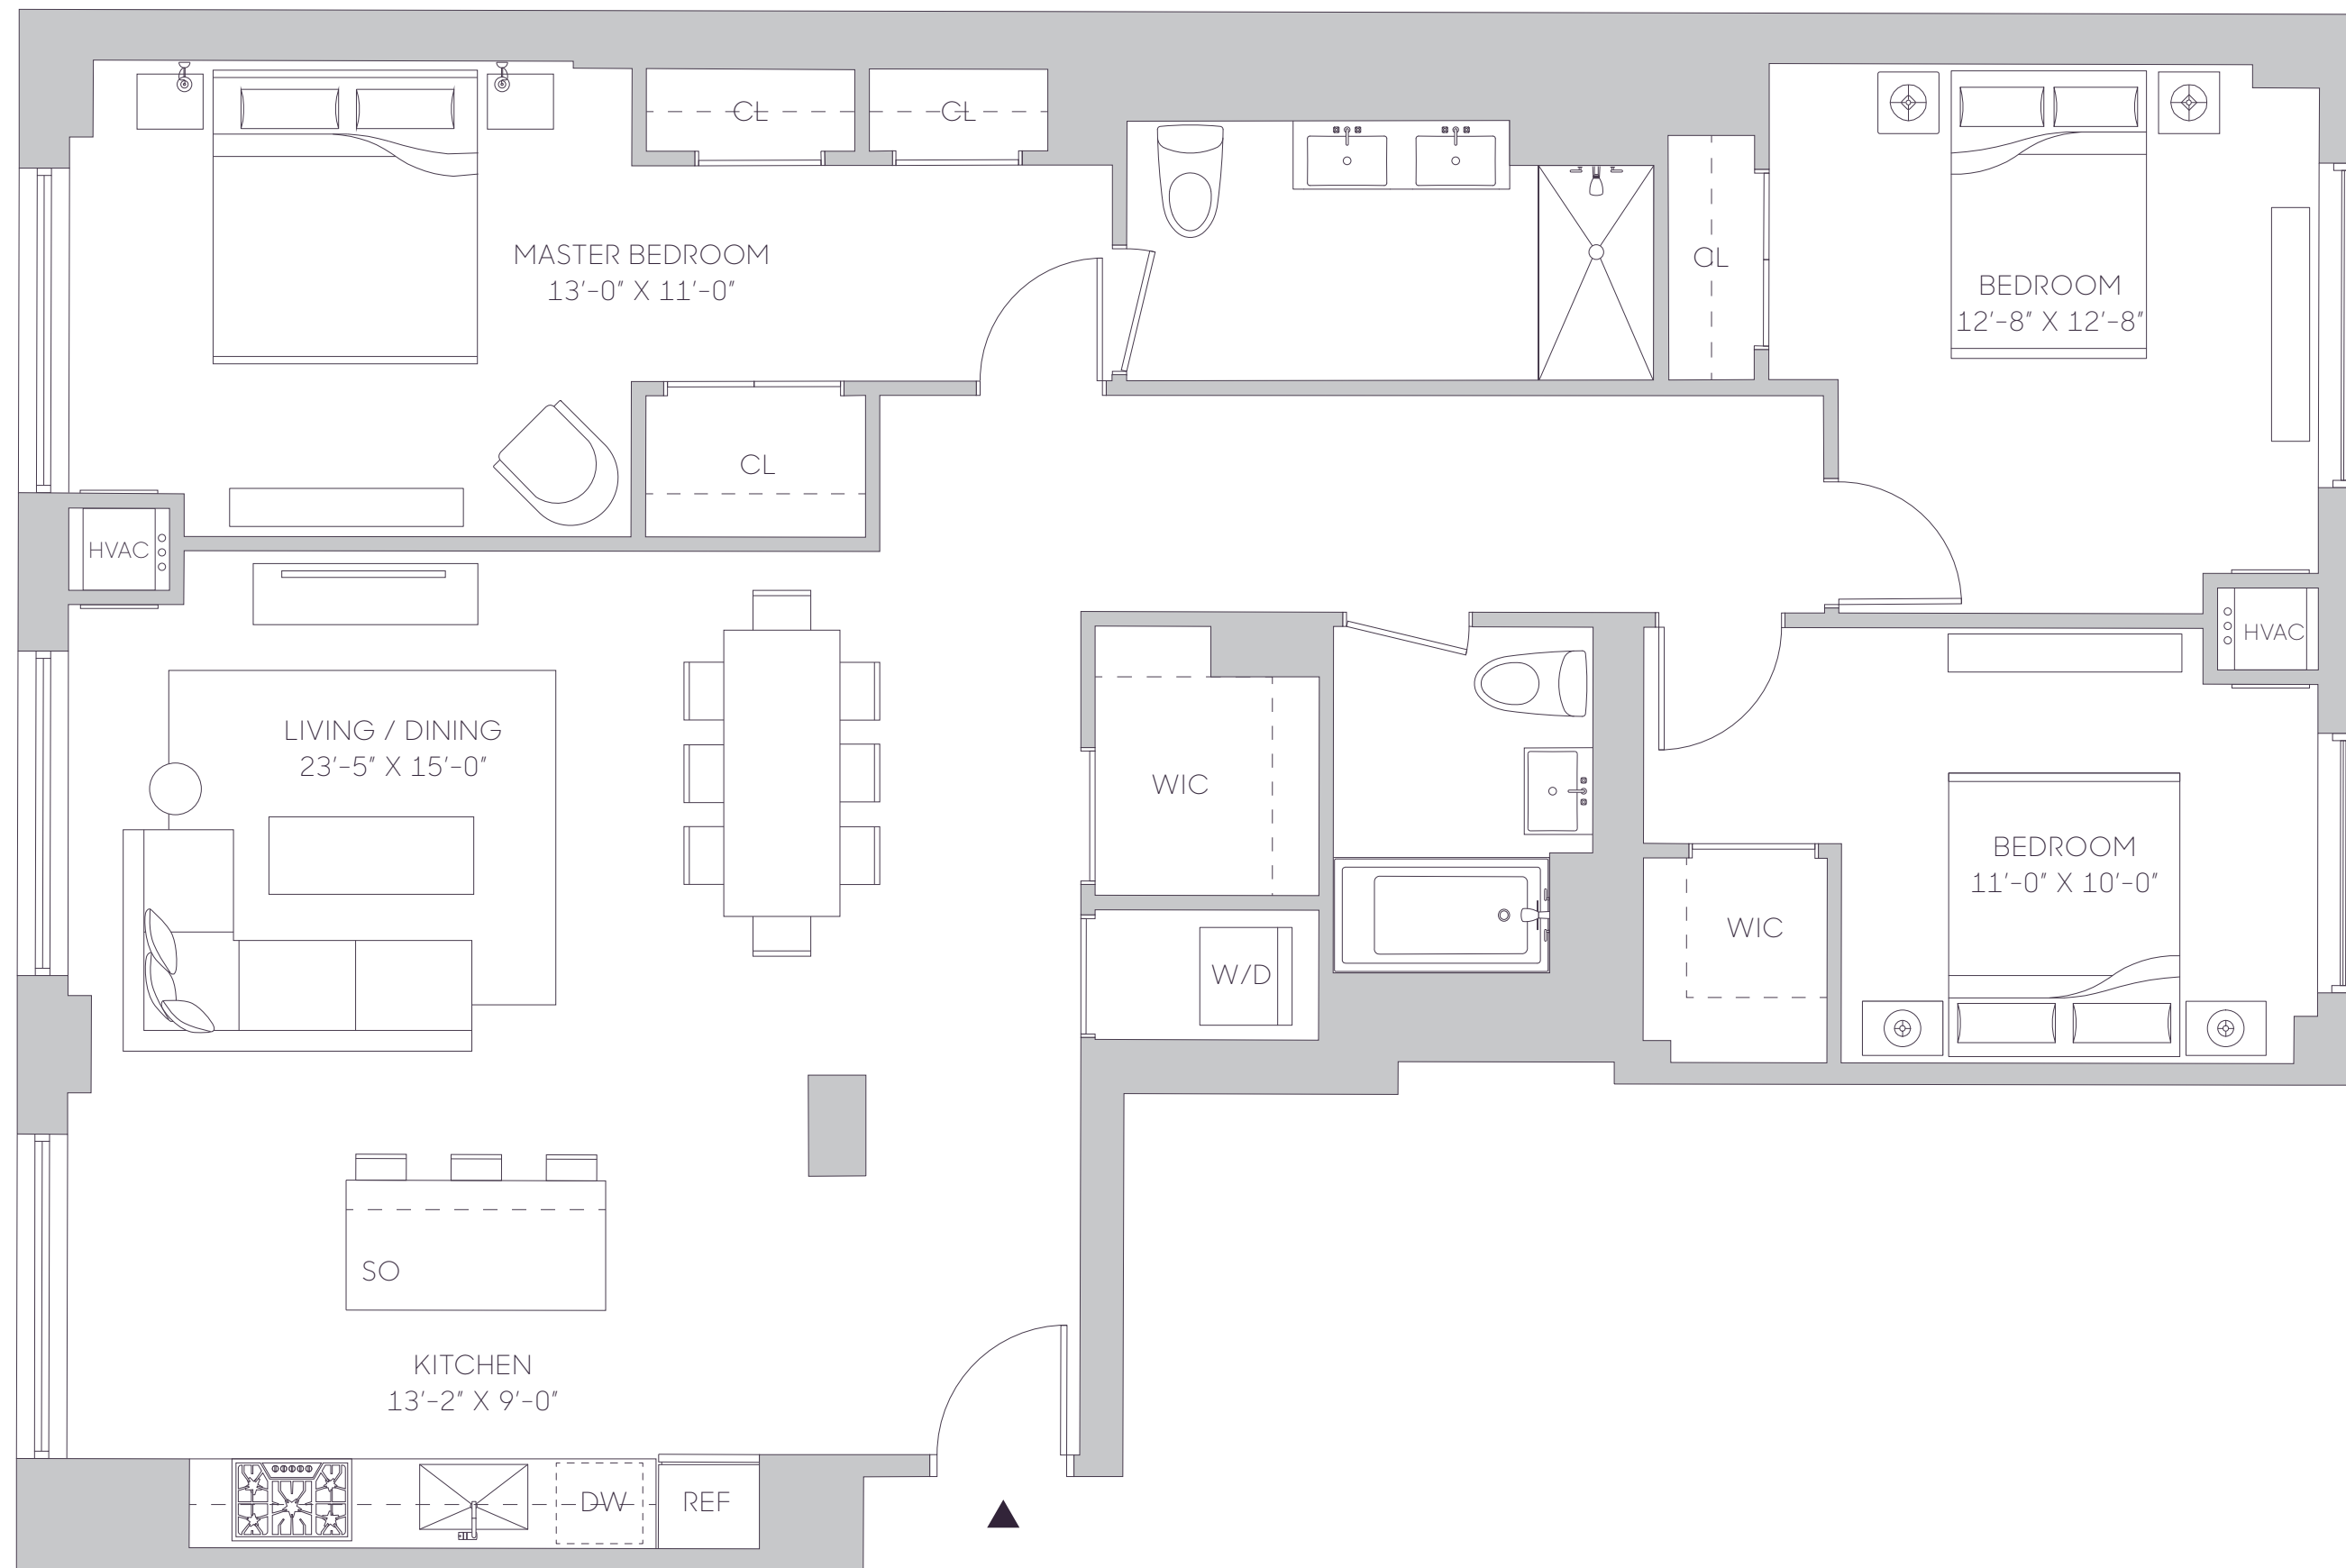 CL
CL
MASTER BEDROOM
13'-0" X 11'-0"
CL
BEDROOM
12'-8" X 12'-8"
CL
HVAC
HVAC
LIVING / DINING
23'-5" X 15'-0"
WIC
BEDROOM
11'-0" X 10'-0"
WIC
W/D
SO
KITCHEN
13'-2" X 9'-0"
DW
REF